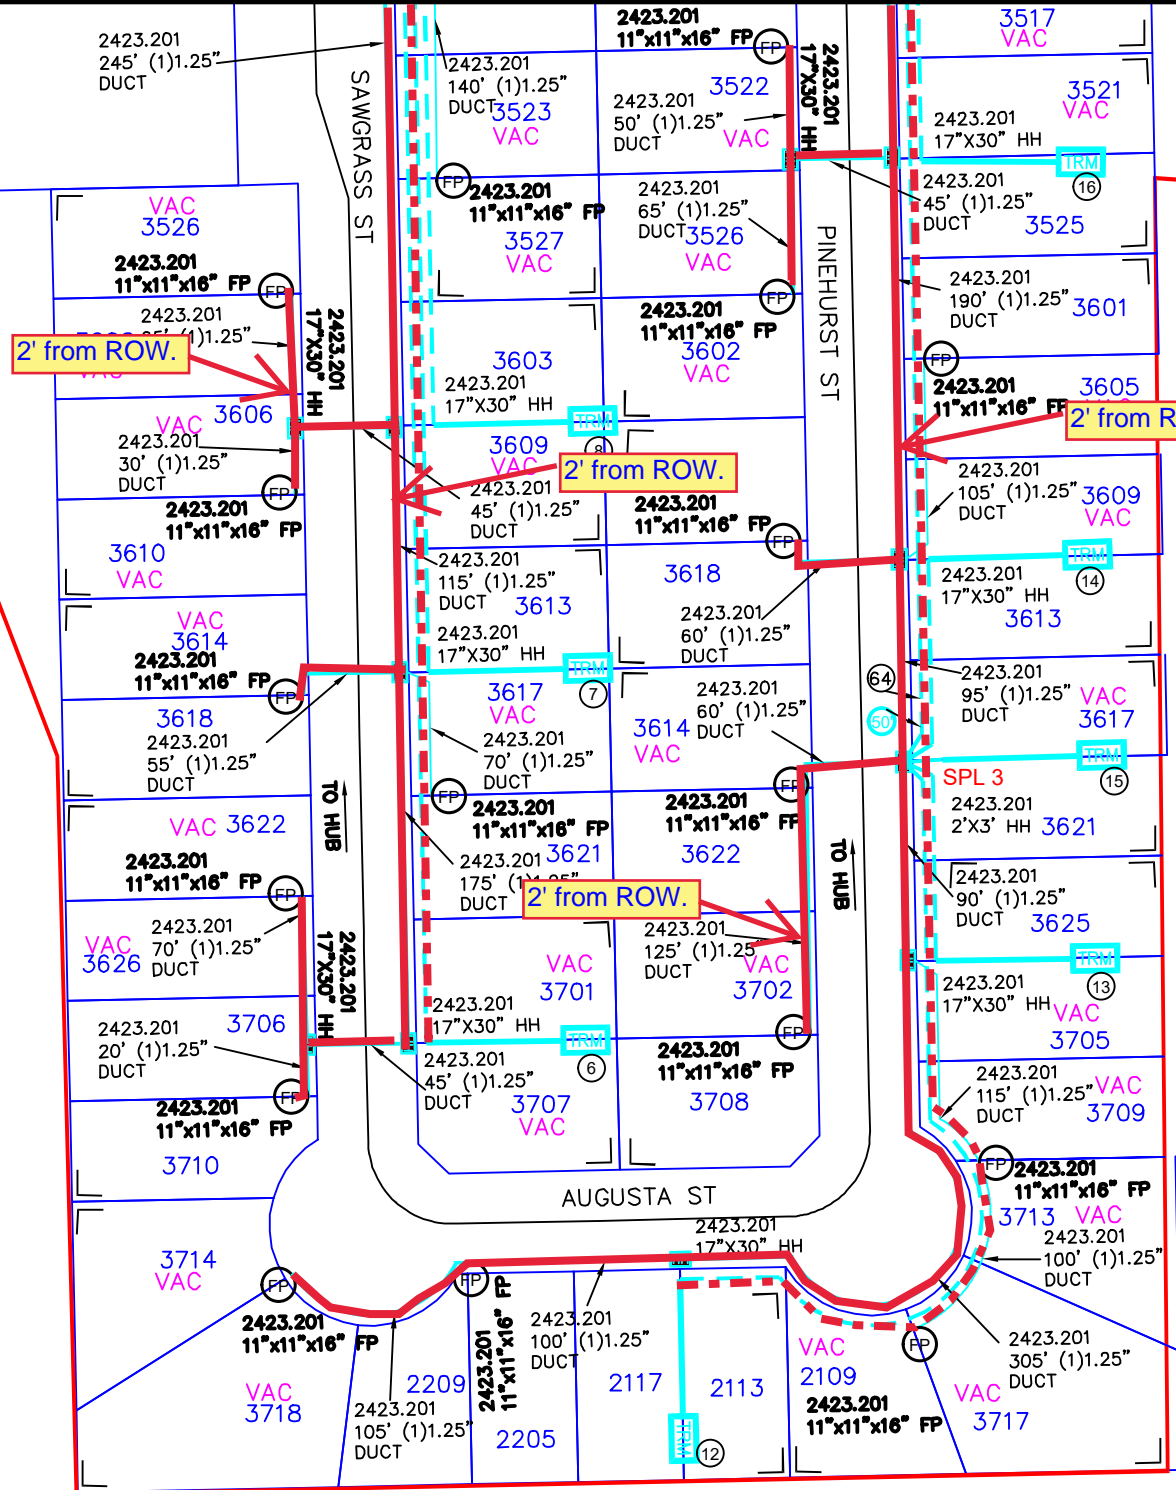 2423.201
245' (1)1.25"
DUCT
SAWGRASS ST
2423.201
140' (1)1.25"
DUCT
3523
VAC
2423.201
11"x11"x16" FP
FP
3522
2423.201
50' (1)1.25"
DUCT
VAC
2423.201
17"X30" HH
3517
VAC
3521
VAC
2423.201
17"X30" HH
TRM
16
2423.201
45' (1)1.25"
DUCT
3525
VAC
3526
2423.201
11"x11"x16" FP
FP
FP
2423.201
11"x11"x16" FP
3527
VAC
2423.201
65' (1)1.25"
DUCT
3526
VAC
FP
2423.201
11"x11"x16" FP
3602
VAC
PINEHURST ST
2423.201
190' (1)1.25"
DUCT
3601
FP
2423.201
11"x11"x16" FP
3605
2423.201
2' from ROW.
2423.201
17"X30" HH
VAC
3606
2423.201
30' (1)1.25"
DUCT
FP
2423.201
11"x11"x16" FP
3610
VAC
3603
2423.201
17"X30" HH
TRM
8
3609
VAC
2' from ROW.
2423.201
45' (1)1.25"
DUCT
2423.201
11"x11"x16" FP
FP
2' from R
2423.201
105' (1)1.25"
DUCT
3609
VAC
TRM
14
2423.201
17"X30" HH
3613
2423.201
115' (1)1.25"
DUCT
3613
3618
2423.201
60' (1)1.25"
DUCT
VAC
3614
2423.201
11"x11"x16" FP
FP
3618
2423.201
55' (1)1.25"
DUCT
2423.201
17"X30" HH
TRM
7
3617
VAC
2423.201
70' (1)1.25"
DUCT
3614
VAC
2423.201
60' (1)1.25"
DUCT
64
50'
2423.201
95' (1)1.25"
DUCT
VAC
3617
TRM
15
SPL 3
2423.201
2'X3' HH
3621
TO HUB
VAC 3622
2423.201
11"x11"x16" FP
FP
FP
2423.201
11"x11"x16" FP
3621
2423.201
175' (1)1.25"
DUCT
FP
2423.201
11"x11"x16" FP
3622
TO HUB
2' from ROW.
2423.201
90' (1)1.25"
DUCT
3625
VAC
3626
2423.201
70' (1)1.25"
DUCT
2423.201
17"X30" HH
VAC
3701
2423.201
125' (1)1.25"
DUCT
VAC
3702
TRM
13
2423.201
17"X30" HH
VAC
3705
2423.201
20' (1)1.25"
DUCT
3706
FP
2423.201
11"x11"x16" FP
3710
2423.201
17"X30" HH
TRM
6
2423.201
45' (1)1.25"
DUCT
3707
VAC
FP
2423.201
11"x11"x16" FP
3708
2423.201
115' (1)1.25"
DUCT
VAC
3709
FP
2423.201
11"x11"x16" FP
3713
VAC
AUGUSTA ST
2423.201
17"X30" HH
2423.201
100' (1)1.25"
DUCT
3714
VAC
FP
2423.201
11"x11"x16" FP
FP
2423.201
11"x11"x16" FP
2423.201
100' (1)1.25"
DUCT
FP
2423.201
305' (1)1.25"
DUCT
VAC
3718
2209
2423.201
105' (1)1.25"
DUCT
2205
2117
TRM
12
2113
VAC
2109
2423.201
11"x11"x16" FP
VAC
3717